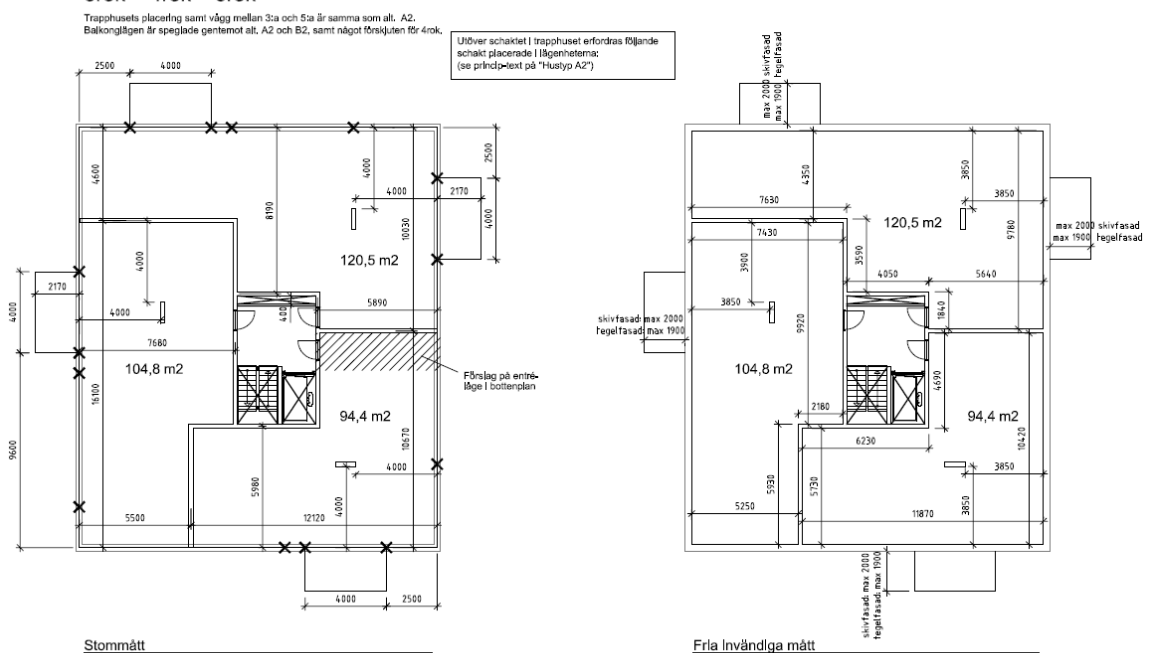 Trapphusets placering samt vägg mellan 3:a och 5:a är samma som alt. A2.
Balkonglägen är speglade gentemot alt. A2 och B2, samt något förskjuten för 4rok.
Utöver schaktet i trapphuset erfordras följande
schakt placerade i lägenheterna:
(se princip-text på "Hustyp A2")
2500
4000
4600
8190
4000
4000
10030
2500
2170
4000
120,5 m2
4000
4000
2170
4000
7680
400
5890
104,8 m2
16100
9600
Förslag på entré-
läge i bottenplan
94,4 m2
10670
4000
5980
4000
5500
12120
4000
2500
Stommått
max 2000 skivfasad
max 1900 tegelfasad
4350
3850
3850
7630
7430
120,5 m2
9780
max 2000 skivfasad
max 1900 tegelfasad
3900
3590
4050
5640
3850
1840
skivfasad: max 2000
tegelfasad: max 1900
9920
104,8 m2
4690
2180
94,4 m2
6230
10420
5930
5730
3850
3850
5250
11870
skivfasad: max 2000
tegelfasad: max 1900
Fria invändiga mått